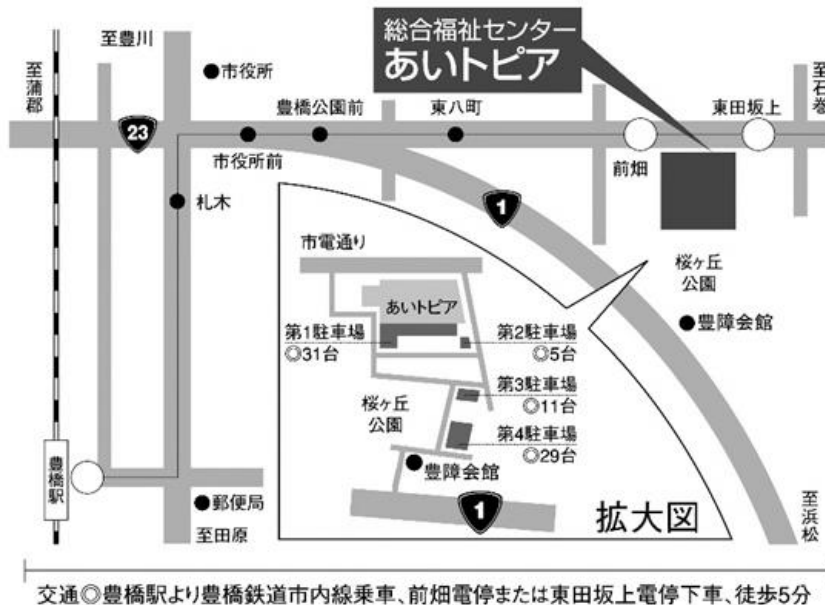 総合福祉センター
あいトピア
至豊川
至蒲郡
市役所
至石巻
豊橋公園前
東八町
東田坂上
23
市役所前
前畑
札木
1
市電通り
桜ヶ丘
公園
あいトピア
豊障会館
第1駐車場
◎31台
第2駐車場
◎5台
第3駐車場
◎11台
桜ヶ丘
公園
第4駐車場
◎29台
豊障会館
豊橋駅
郵便局
1
拡大図
至浜松
至田原
交通◎豊橋駅より豊橋鉄道市内線乗車、前畑電停または東田坂上電停下車、徒歩5分